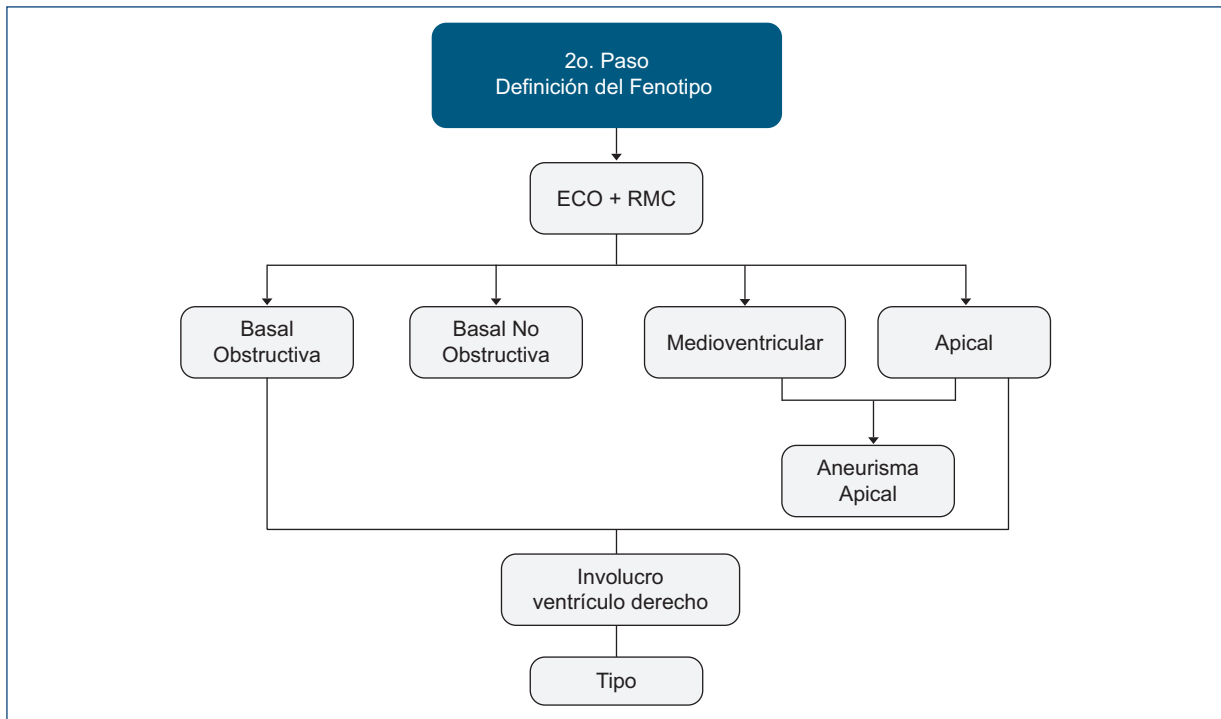 2o. Paso
Definición del Fenotipo
ECO + RMC
Basal
Obstructiva
Basal No
Obstructiva
Medioventricular
Apical
Aneurisma
Apical
Involucro
ventrículo derecho
Tipo